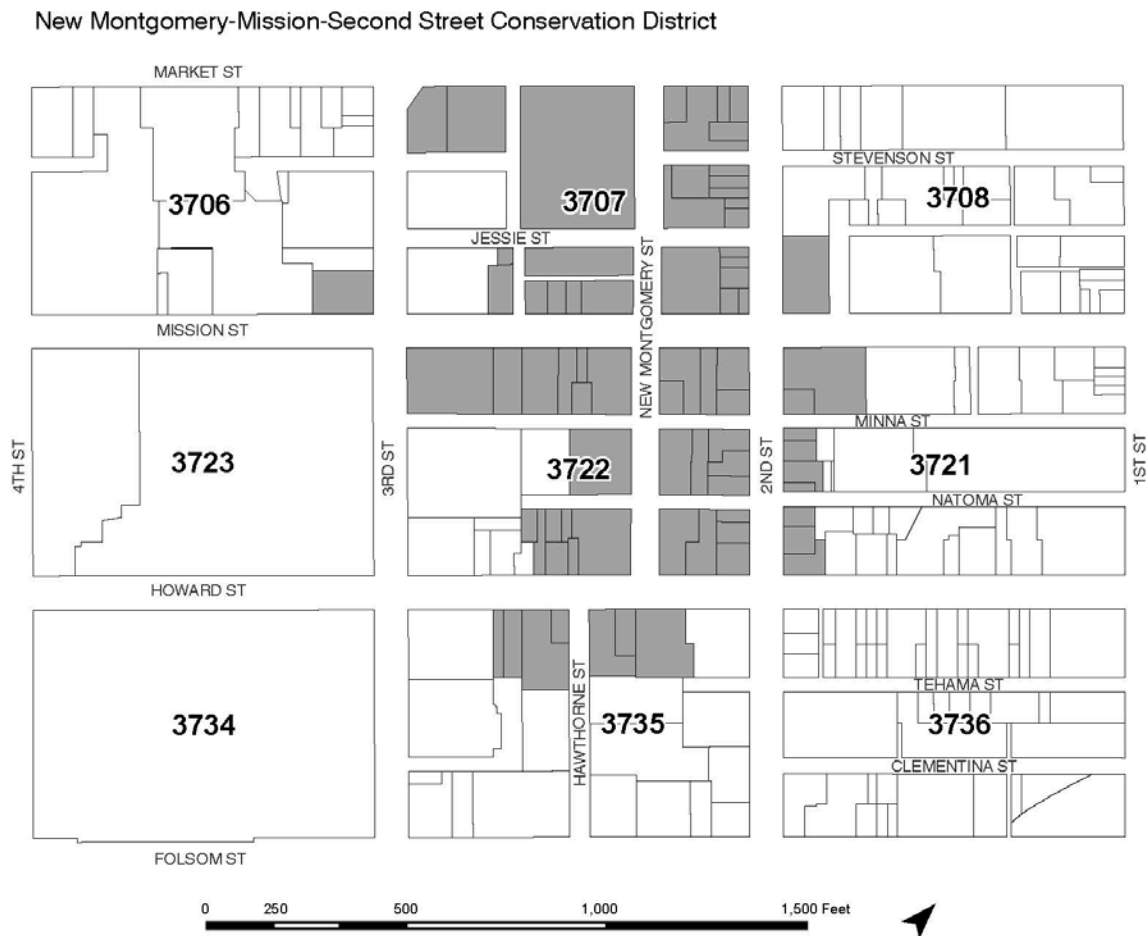 New Montgomery-Mission-Second Street Conservation District
MARKET ST
STEVENSON ST
3706
3707
3708
JESSIE ST
NEW MONTGOMERY ST
MISSION ST
MINNA ST
4TH ST
3723
3RD ST
3722
2ND ST
3721
1ST ST
NATOMA ST
HOWARD ST
TEHAMA ST
3734
HAWTHORNE ST
3735
3736
CLEMENTINA ST
FOLSOM ST
0 250 500 1,000 1,500 Feet